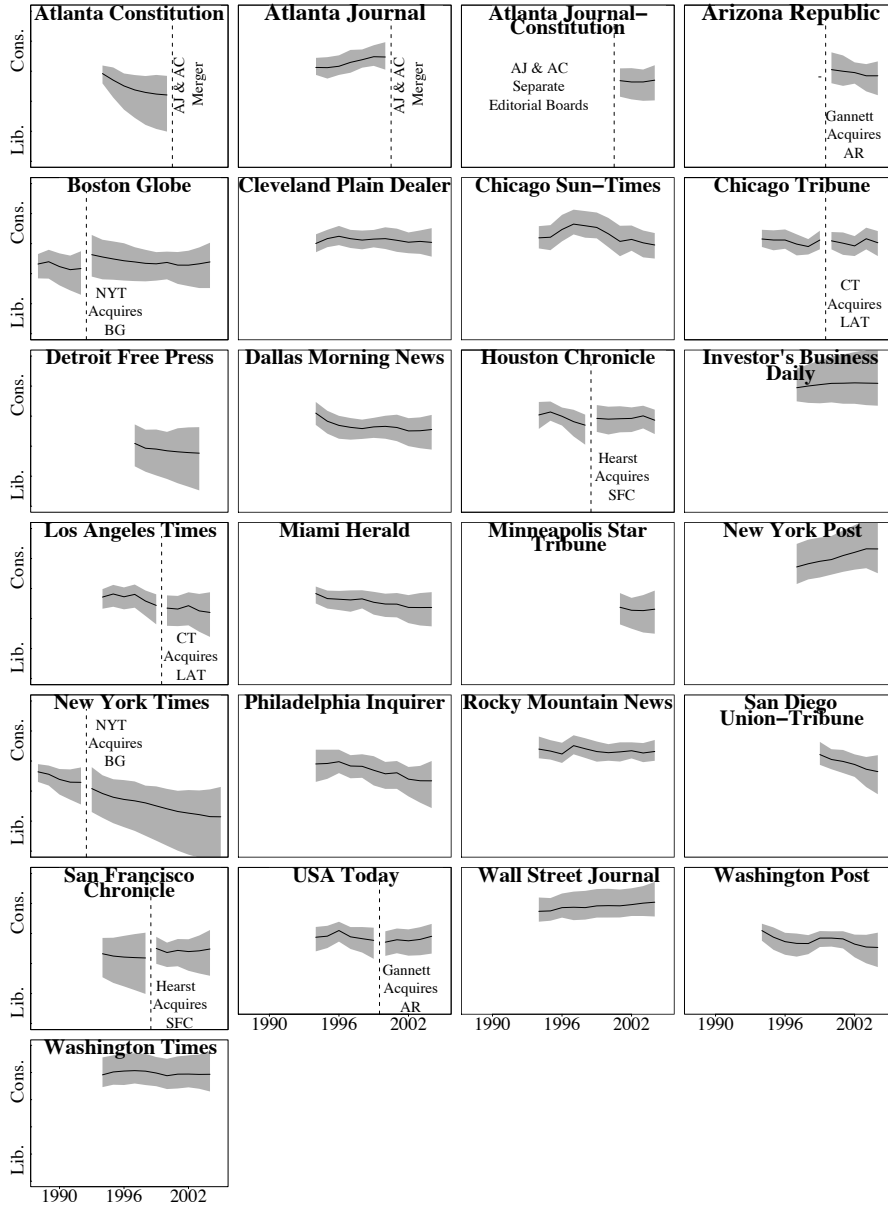 Atlanta Constitution
Cons.
Lib.
AJ & AC
Merger
Atlanta Journal
AJ & AC
Merger
Atlanta Journal−
Constitution
AJ & AC
Separate
Editorial Boards
Arizona Republic
Gannett
Acquires
AR
Boston Globe
Cons.
Lib.
NYT
Acquires
BG
Cleveland Plain Dealer
Chicago Sun−Times
Chicago Tribune
CT
Acquires
LAT
Detroit Free Press
Cons.
Lib.
Dallas Morning News
Houston Chronicle
Hearst
Acquires
SFC
Investor's Business
Daily
Los Angeles Times
Cons.
Lib.
CT
Acquires
LAT
Miami Herald
Minneapolis Star
Tribune
New York Post
New York Times
Cons.
Lib.
NYT
Acquires
BG
Philadelphia Inquirer
Rocky Mountain News
San Diego
Union−Tribune
San Francisco
Chronicle
Cons.
Lib.
Hearst
Acquires
SFC
USA Today
Gannett
Acquires
AR
1990 1996 2002
Wall Street Journal
1990 1996 2002
Washington Post
1990 1996 2002
Washington Times
Cons.
Lib.
1990 1996 2002